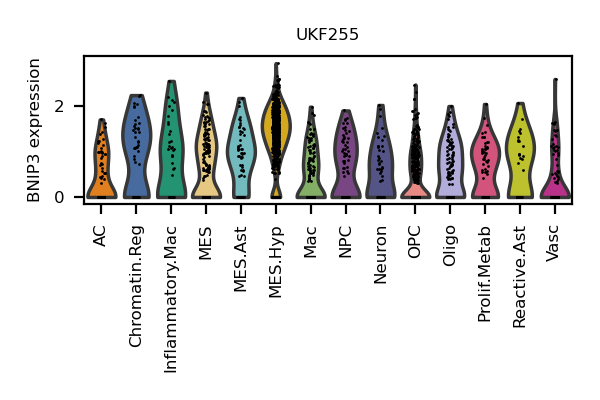 UKF255
BNIP3 expression
2
0
AC
Chromatin.Reg
Inflammatory.Mac
MES
MES.Ast
MES.Hyp
Mac
NPC
Neuron
OPC
Oligo
Prolif.Metab
Reactive.Ast
Vasc